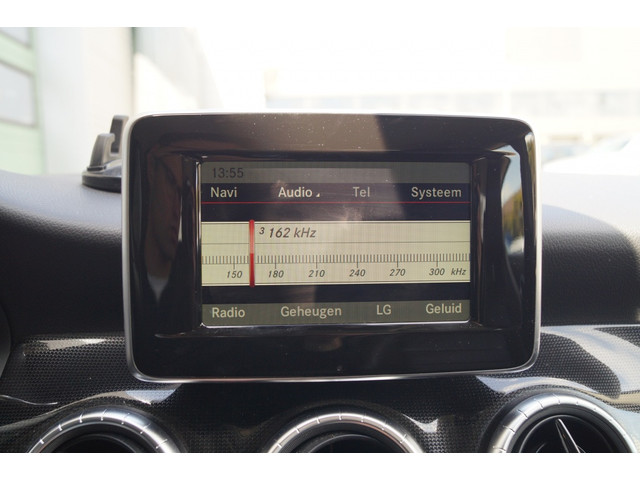 13:55
Navi Audio Tel Systeem
3 162 kHz
150 180 210 240 270 300 kHz
Radio Geheugen LG Geluid